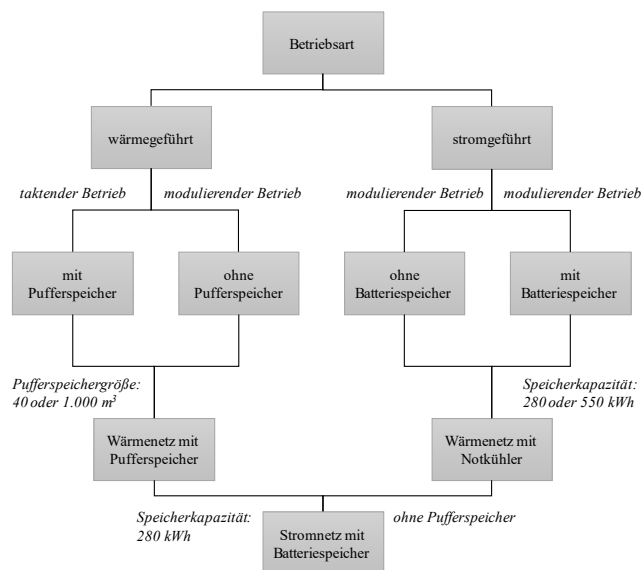 Betriebsart
wärmegeführt
stromgeführt
taktender Betrieb
modulierender Betrieb
modulierender Betrieb
modulierender Betrieb
mit
Pufferspeicher
ohne
Pufferspeicher
ohne
Batteriespeicher
mit
Batteriespeicher
Pufferspeichergröße:
40 oder 1.000 m³
Speicherkapazität:
280 oder 550 kWh
Wärmenetz mit
Pufferspeicher
Wärmenetz mit
Notkühler
Speicherkapazität:
280 kWh
ohne Pufferspeicher
Stromnetz mit
Batteriespeicher